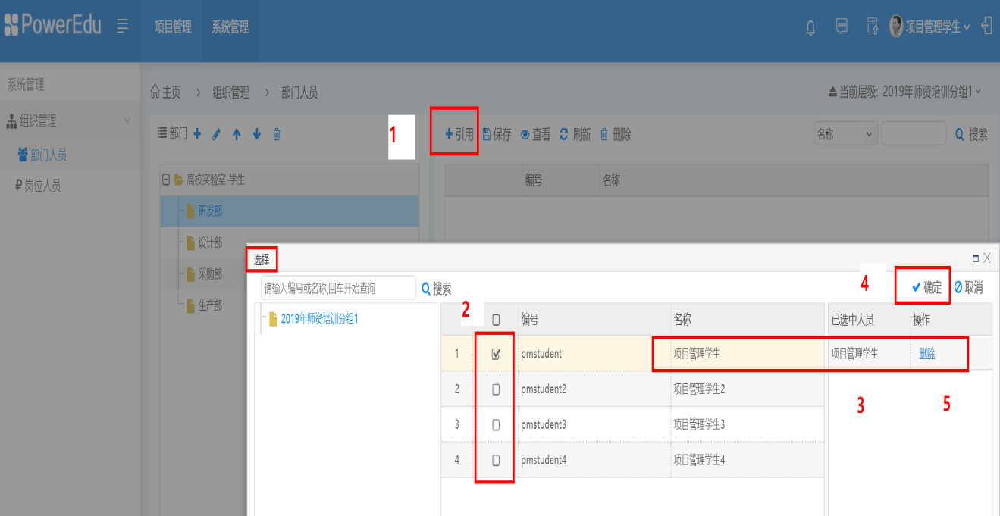 PowerEdu 项目管理 系统管理 项目管理学生
系统管理
主页 > 组织管理 > 部门人员 当前层级: 2019年师资培训分组1
组织管理
部门人员
岗位人员
部门
1
引用 保存 查看 刷新 删除 名称 搜索
高校实验室-学生
研发部
设计部
采购部
生产部
编号 名称
选择
请输入编号或名称,回车开始查询 搜索 4 确定 取消
2019年师资培训分组1
2 编号 名称 已选中人员 操作
1 pmstudent 项目管理学生 项目管理学生 删除
2 pmstudent2 项目管理学生2
3 5
3 pmstudent3 项目管理学生3
4 pmstudent4 项目管理学生4